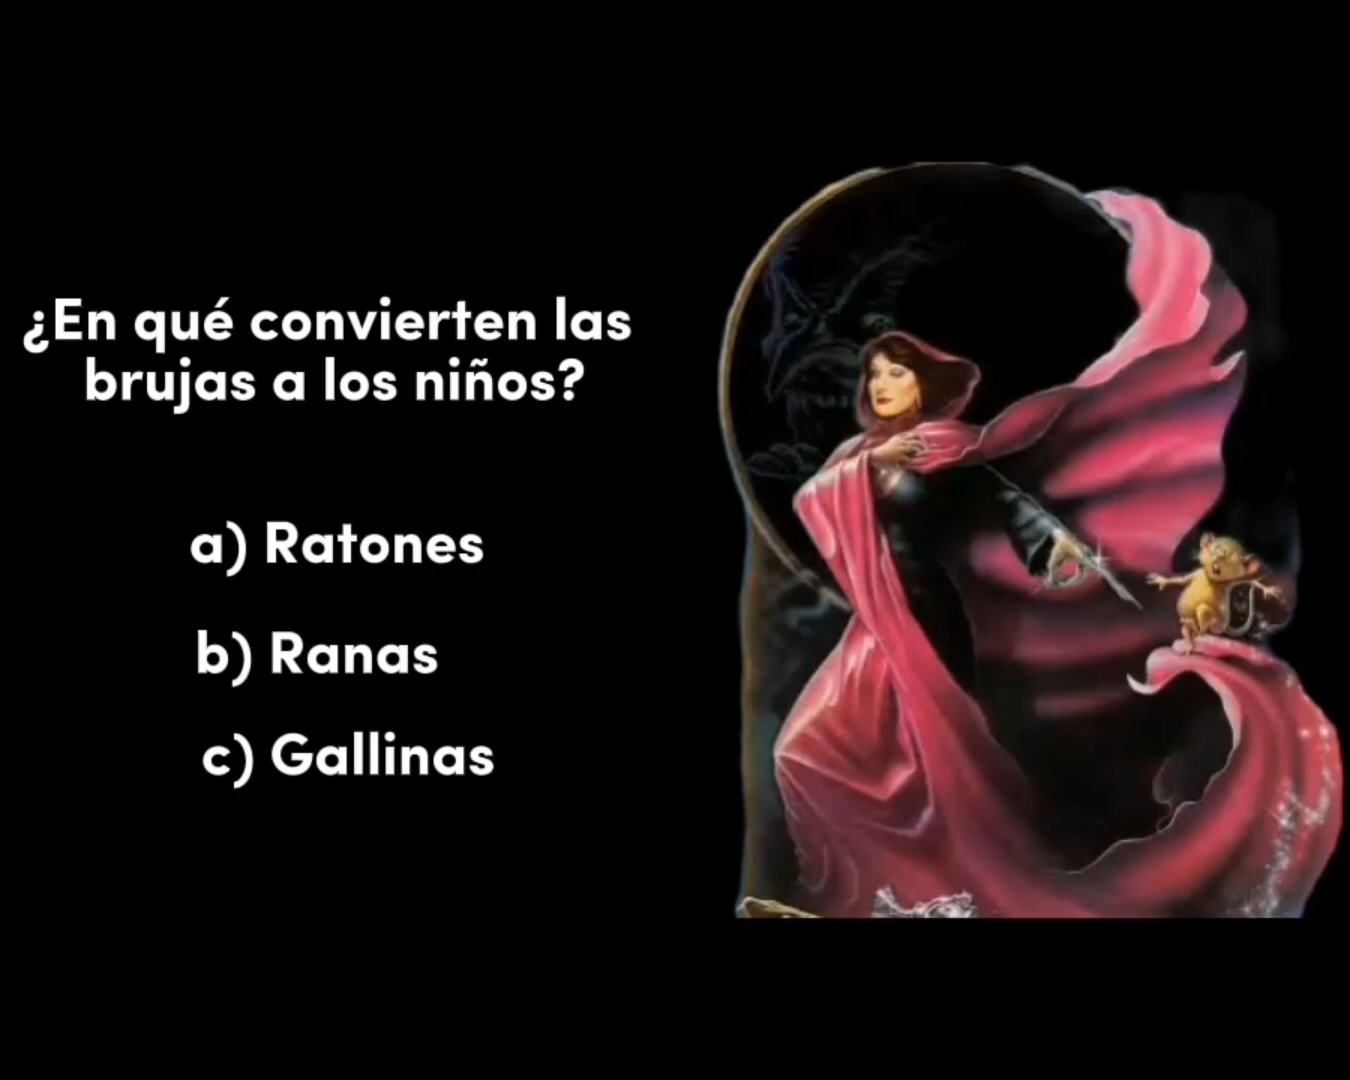 ¿En qué convierten las
brujas a los niños?
a) Ratones
b) Ranas
c) Gallinas